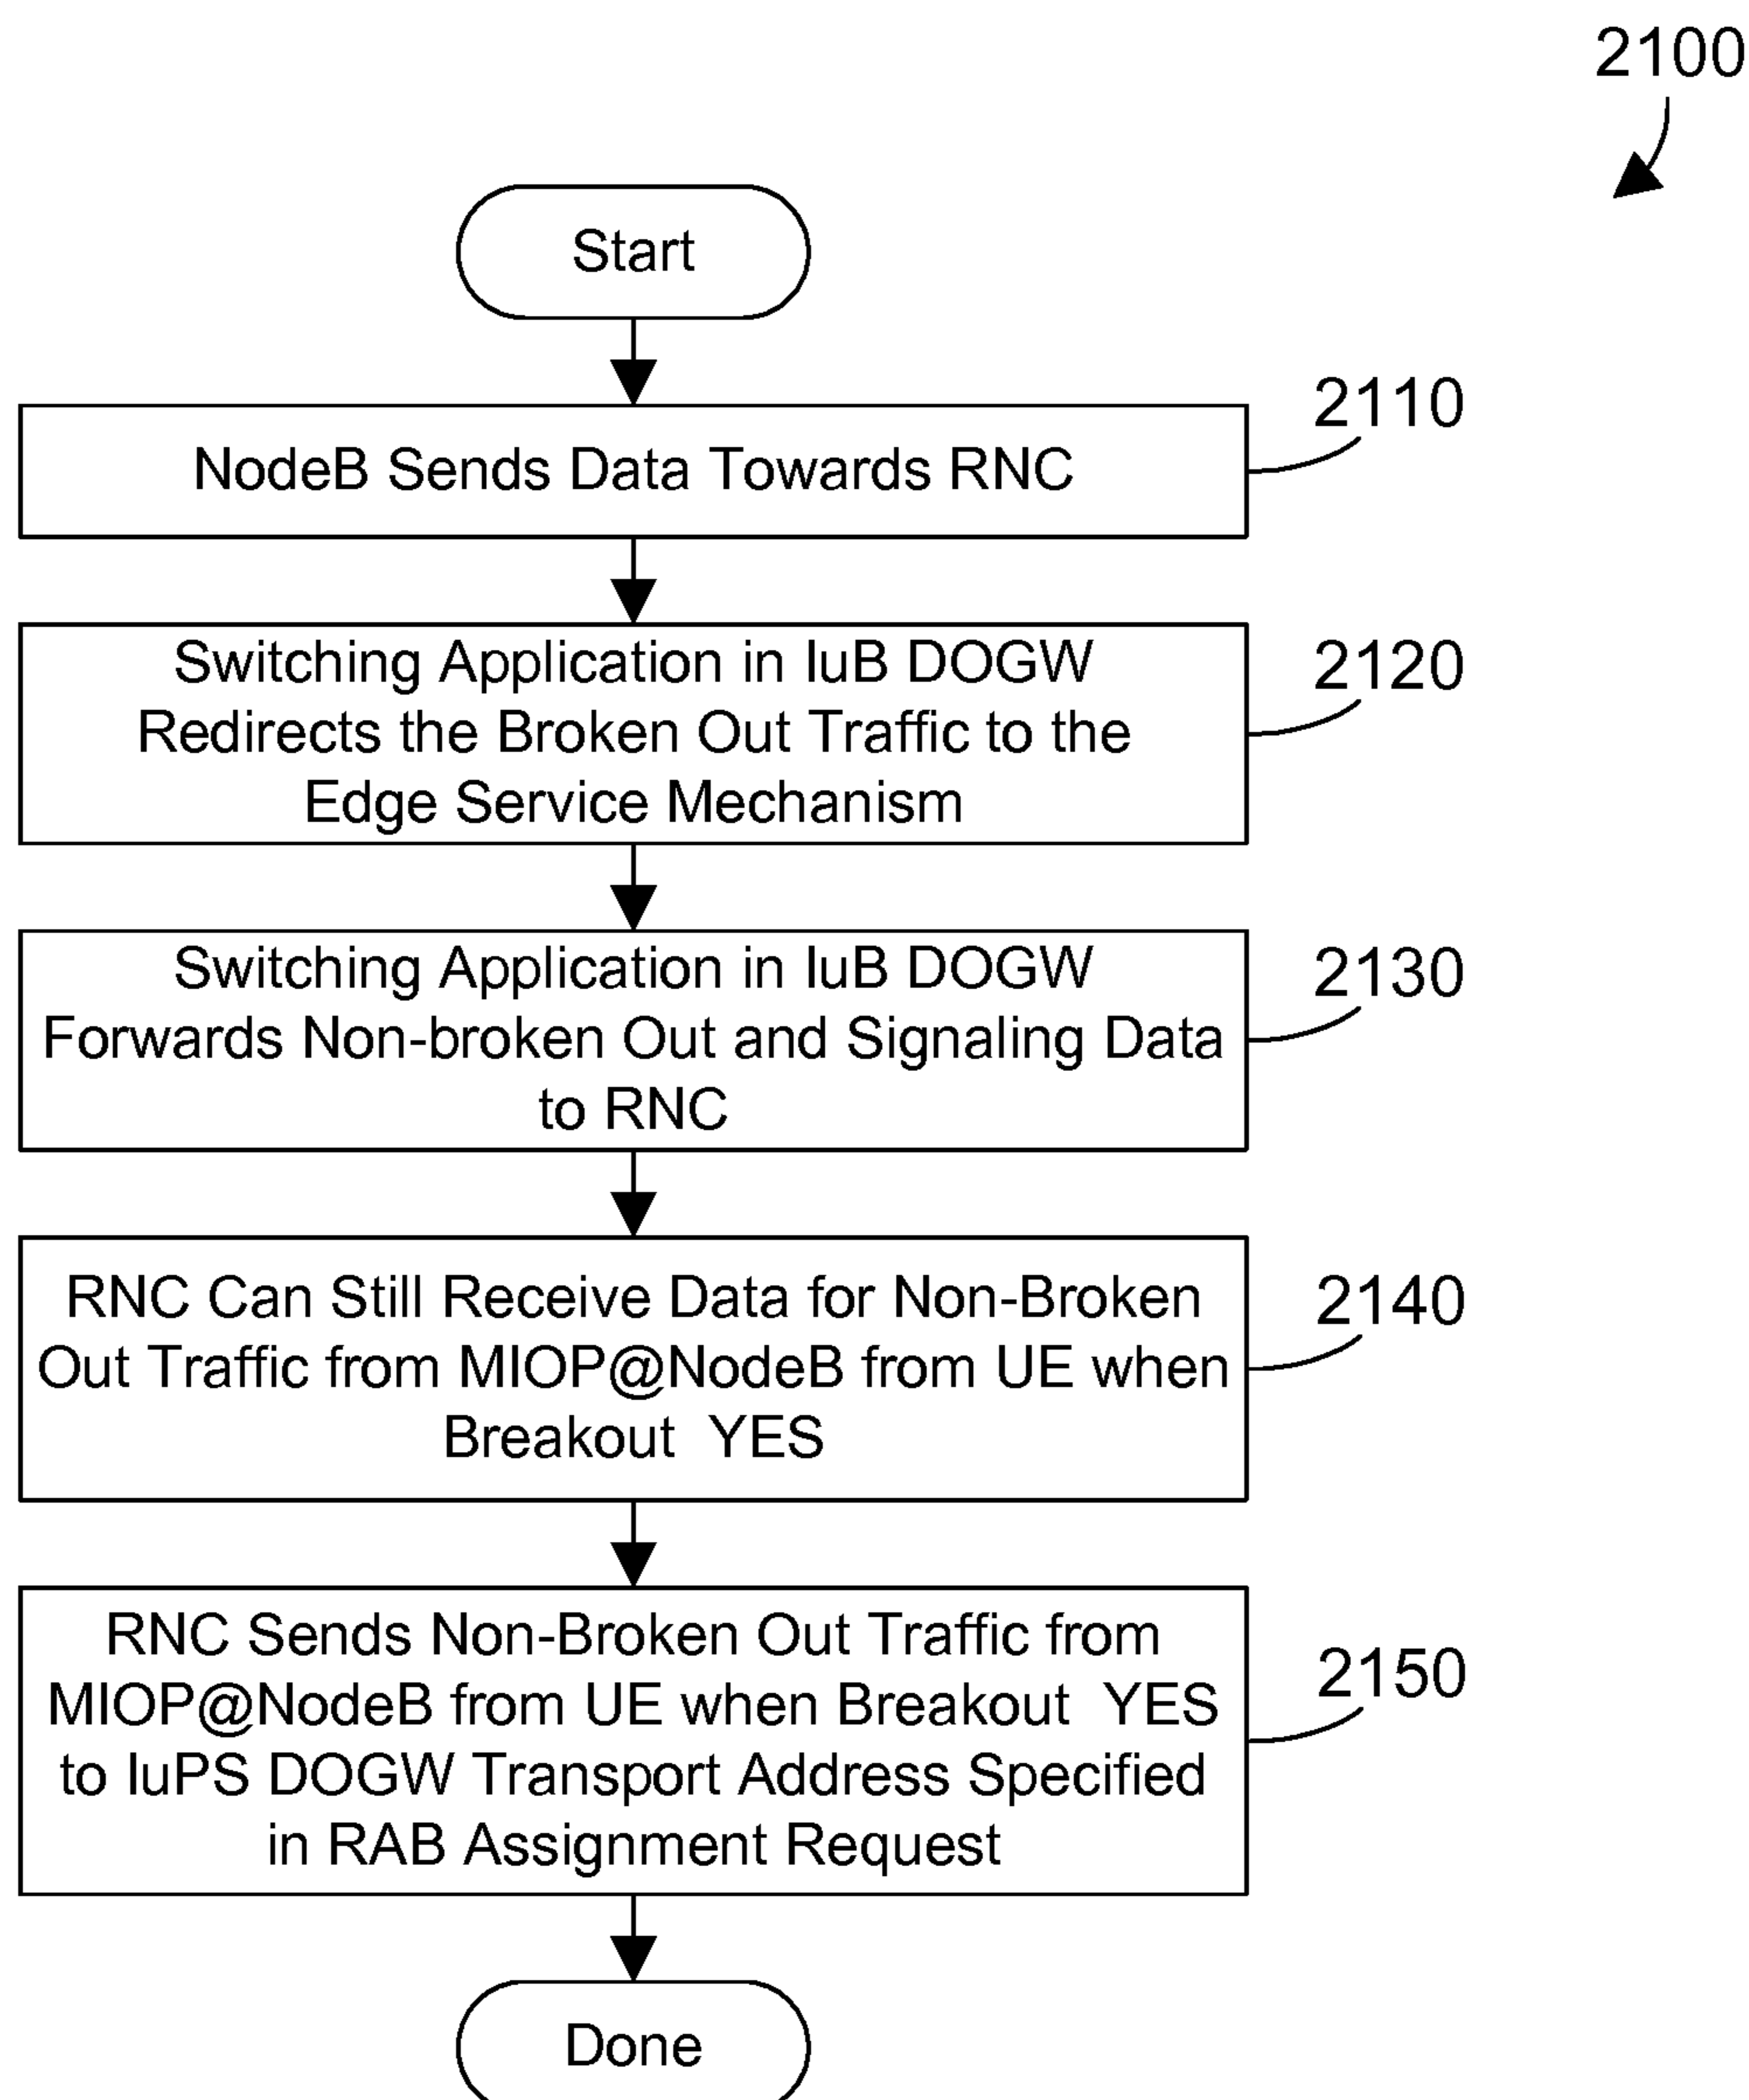 2100
Start
NodeB Sends Data Towards RNC
2110
Switching Application in IuB DOGW
Redirects the Broken Out Traffic to the
Edge Service Mechanism
2120
Switching Application in IuB DOGW
Forwards Non-broken Out and Signaling Data
to RNC
2130
RNC Can Still Receive Data for Non-Broken
Out Traffic from MIOP@NodeB from UE when
Breakout YES
2140
RNC Sends Non-Broken Out Traffic from
MIOP@NodeB from UE when Breakout YES
to IuPS DOGW Transport Address Specified
in RAB Assignment Request
2150
Done